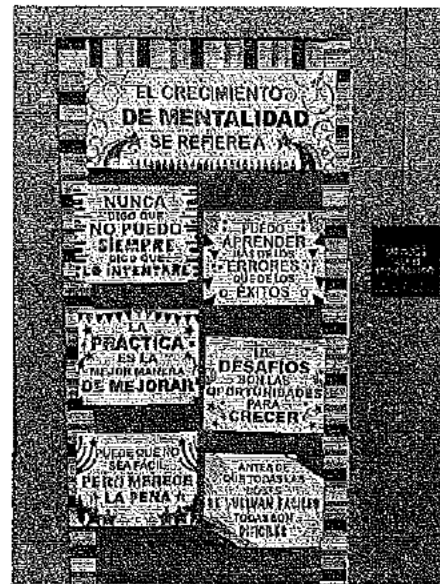 EL CRECIMIENTO
DE MENTALIDAD
SE REFIERE A
NUNCA
DIGO QUE
NO PUEDO
SIEMPRE
DIGO QUE
LO INTENTARÉ
PUEDO
APRENDER
MÁS DE LOS
ERRORES
QUE DE LOS
ÉXITOS
LA
PRÁCTICA
ES LA
MEJOR MANERA
DE MEJORAR
DESAFÍOS
SON LAS
OPORTUNIDADES
PARA
CRECER
PUEDE QUE NO
SEA FÁCIL
PERO MERECE
LA PENA
ANTES DE
QUE TODAS LAS
COSAS
SE VUELVAN FÁCILES
TODAS SON
DIFÍCILES